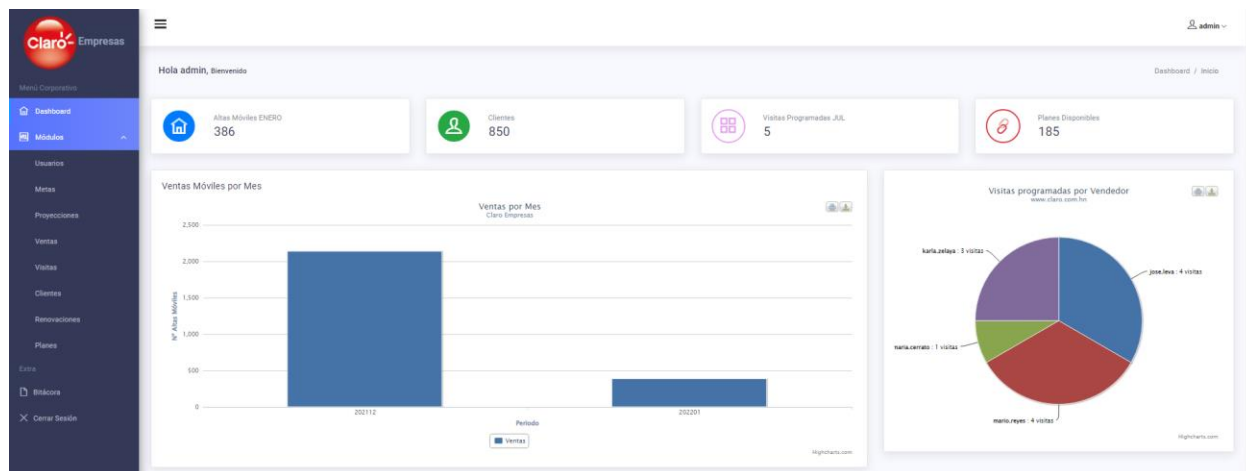 Claro- Empresas
admin
Hola admin, Bienvenido
Dashboard / Inicio
Menú Corporativo
Dashboard
Módulos
Usuarios
Metas
Proyecciones
Ventas
Visitas
Clientes
Renovaciones
Planes
Extra
Bitácora
Cerrar Sesión
Altas Móviles ENERO
386
Clientes
850
Visitas Programadas JUL
5
Planes Disponibles
185
Ventas Móviles por Mes
Ventas por Mes
Claro Empresas
2,500
2,000
1,500
1,000
500
0
Nº Altas Móviles
202112
202201
Periodo
Ventas
Highcharts.com
Visitas programadas por Vendedor
www.claro.com.hn
karla.zelaya : 3 visitas
jose.leva : 4 visitas
maria.cerrato : 1 visitas
mario.reyes : 4 visitas
Highcharts.com